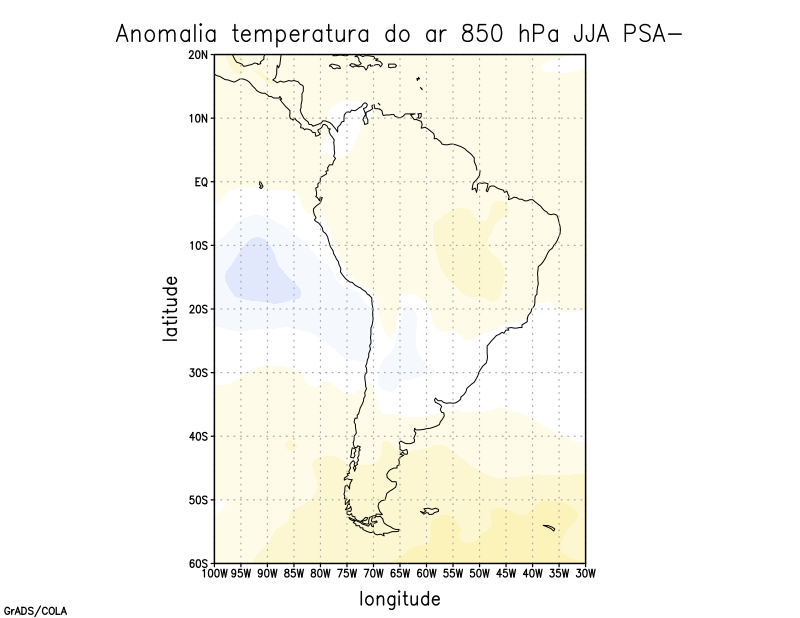 Anomalia temperatura do ar 850 hPa JJA PSA−
20N
10N
EQ
10S
20S
30S
40S
50S
60S
latitude
100W 95W 90W 85W 80W 75W 70W 65W 60W 55W 50W 45W 40W 35W 30W
longitude
GrADS/COLA